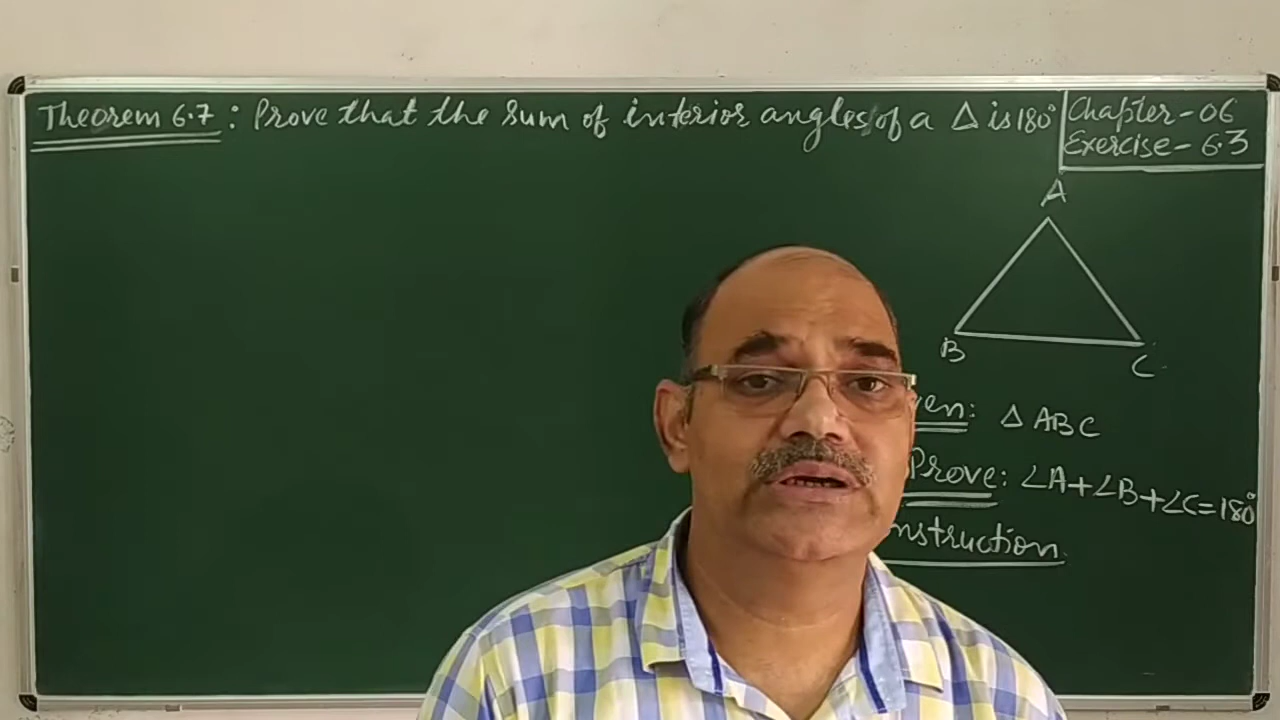 Theorem 6.7: Prove that the sum of interior angles of a △ is 180°
Chapter-06
Exercise-6.3
A
B
C
△ ABC
Prove: ∠A+∠B+∠C=180°